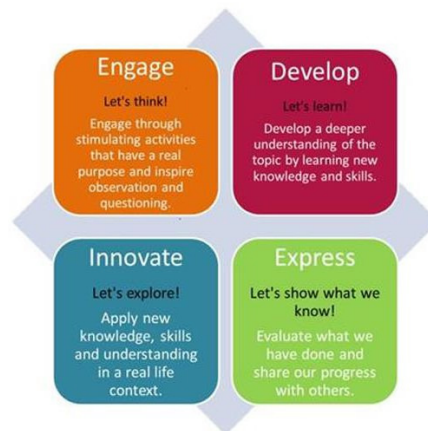 Engage
Let's think!
Engage through
stimulating activities
that have a real
purpose and inspire
observation and
questioning.
Develop
Let's learn!
Develop a deeper
understanding of the
topic by learning new
knowledge and skills.
Innovate
Let's explore!
Apply new
knowledge, skills
and understanding
in a real life
context.
Express
Let's show what we
know!
Evaluate what we
have done and
share our progress
with others.